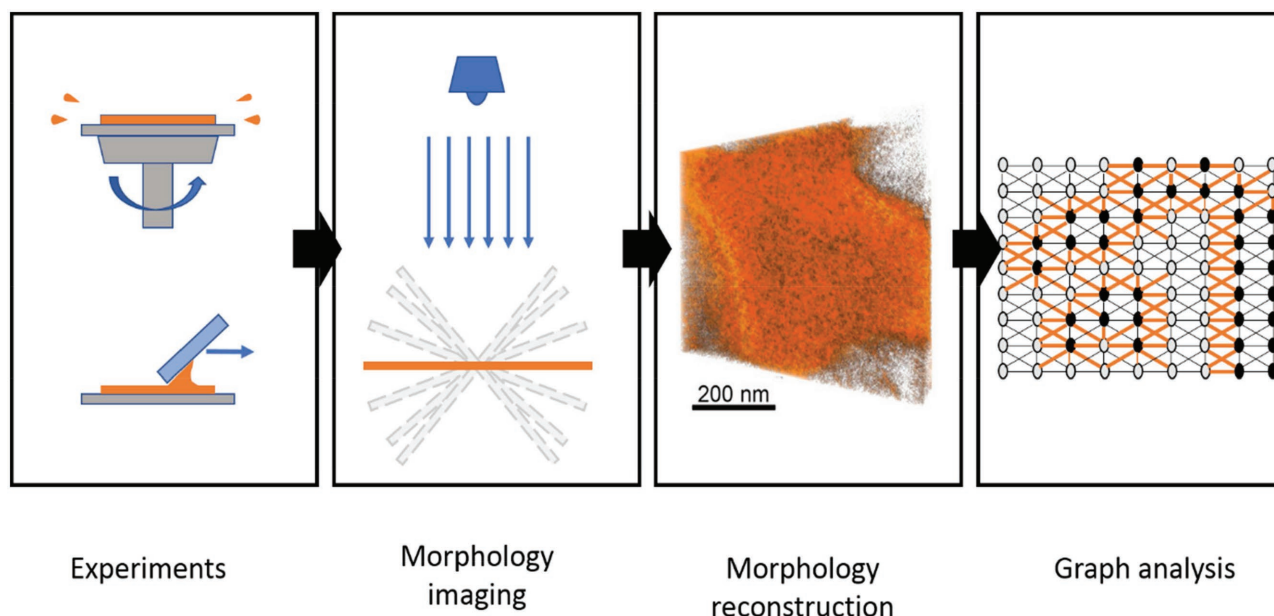 200 nm
Experiments
Morphology
imaging
Morphology
reconstruction
Graph analysis